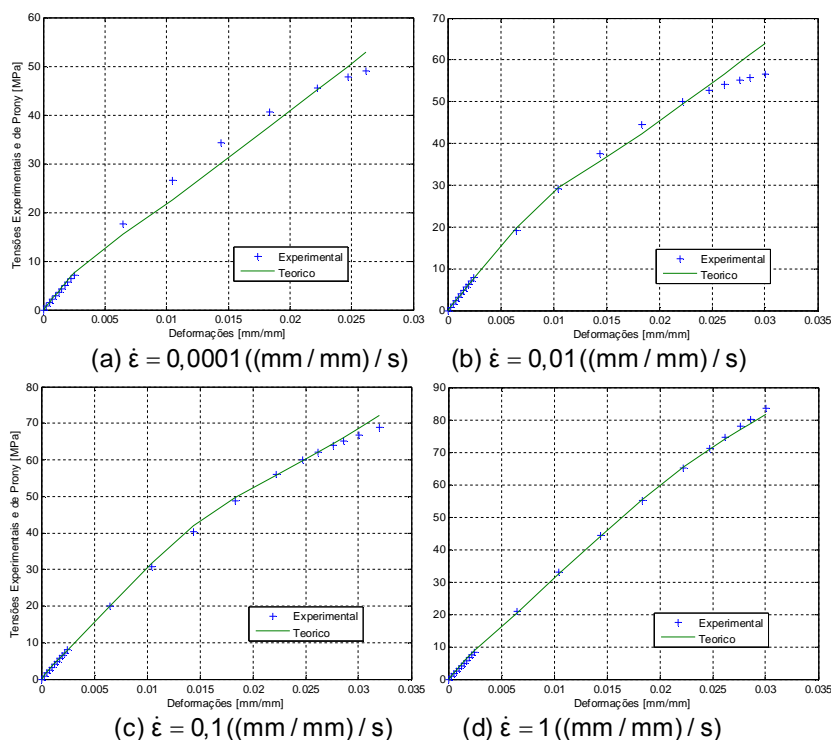 60
50
40
30
20
10
0
0 0.005 0.01 0.015 0.02 0.025 0.03
Tensões Experimentais e de Prony [MPa]
Deformações [mm/mm]
Experimental
Teorico
(a) ε̇ = 0,0001((mm / mm) / s)
70
60
50
40
30
20
10
0
0 0.005 0.01 0.015 0.02 0.025 0.03 0.035
Deformações [mm/mm]
Experimental
Teorico
(b) ε̇ = 0,01((mm / mm) / s)
80
70
60
50
40
30
20
10
0
0 0.005 0.01 0.015 0.02 0.025 0.03 0.035
Tensões Experimentais e de Prony [MPa]
Deformações [mm/mm]
Experimental
Teorico
(c) ε̇ = 0,1((mm / mm) / s)
90
80
70
60
50
40
30
20
10
0
0 0.005 0.01 0.015 0.02 0.025 0.03 0.035
Deformações [mm/mm]
Experimental
Teorico
(d) ε̇ = 1((mm / mm) / s)